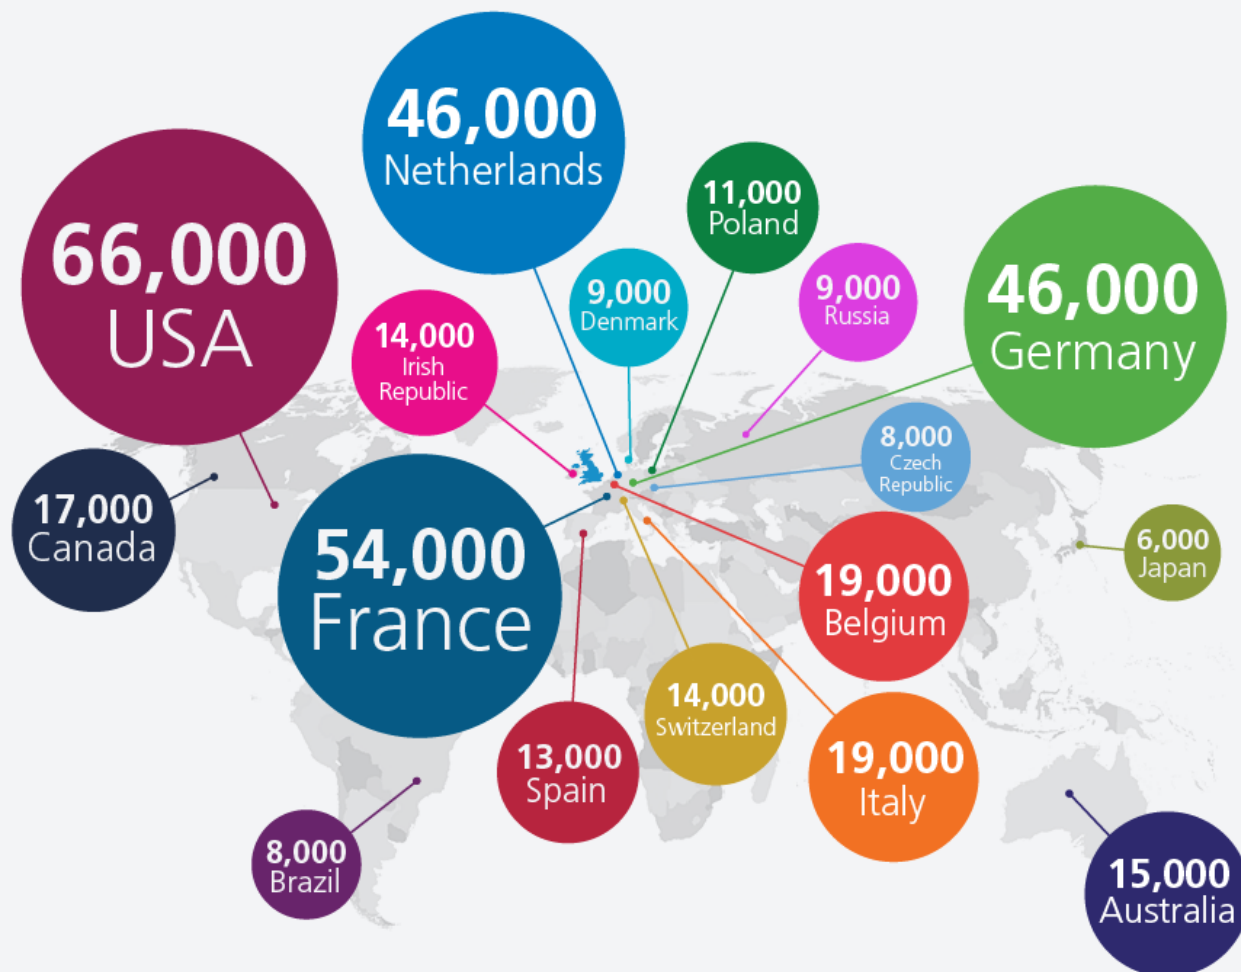 46,000
Netherlands
11,000
Poland
66,000
USA
46,000
Germany
9,000
Denmark
9,000
Russia
14,000
Irish
Republic
8,000
Czech
Republic
17,000
Canada
54,000
France
6,000
Japan
19,000
Belgium
14,000
Switzerland
13,000
Spain
19,000
Italy
8,000
Brazil
15,000
Australia